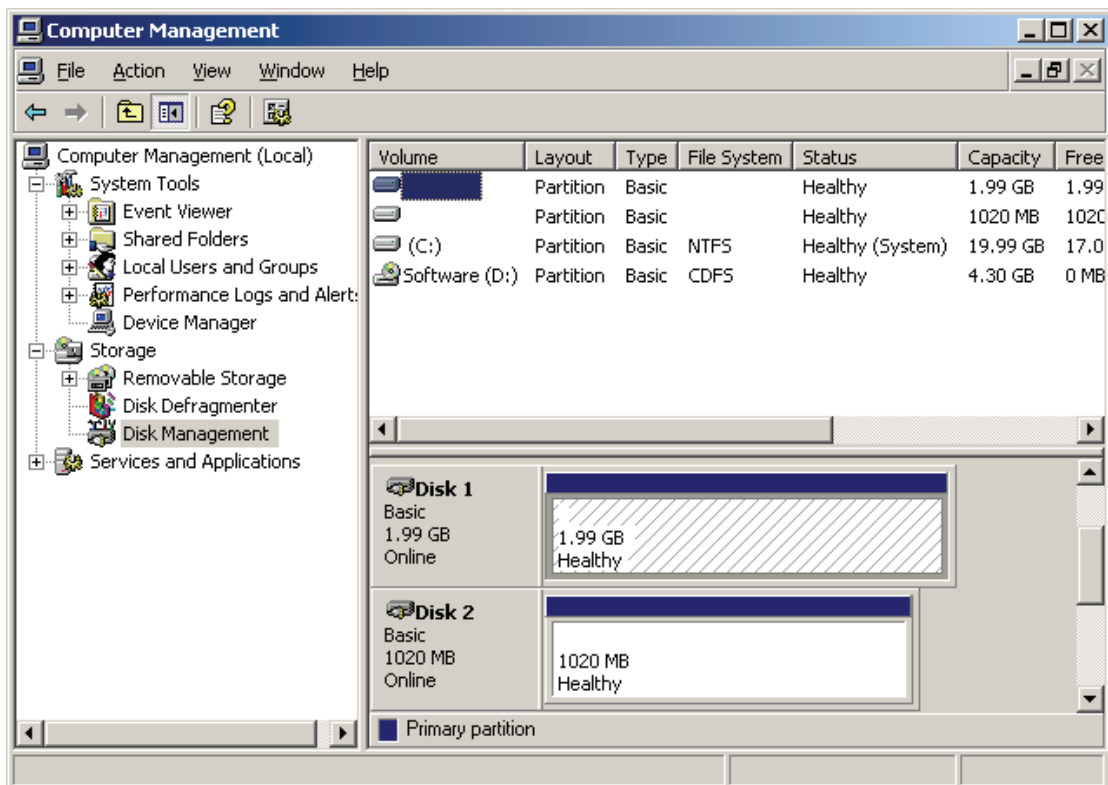 Computer Management
File Action View Window Help
Computer Management (Local)
System Tools
Event Viewer
Shared Folders
Local Users and Groups
Performance Logs and Alert
Device Manager
Storage
Removable Storage
Disk Defragmenter
Disk Management
Services and Applications
Volume Layout Type File System Status Capacity Free
Partition Basic Healthy 1.99 GB 1.99
Partition Basic Healthy 1020 MB 1020
(C:) Partition Basic NTFS Healthy (System) 19.99 GB 17.0
Software (D:) Partition Basic CDFS Healthy 4.30 GB 0 MB
Disk 1
Basic
1.99 GB
Online
1.99 GB
Healthy
Disk 2
Basic
1020 MB
Online
1020 MB
Healthy
Primary partition